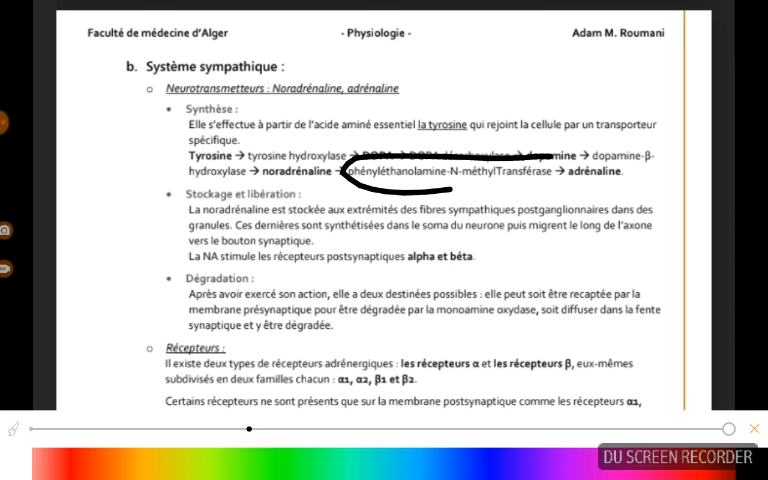 Faculté de médecine d'Alger - Physiologie - Adam M. Roumani
b. Système sympathique :
o Neurotransmetteurs : Noradrénaline, adrénaline
• Synthèse :
Elle s'effectue à partir de l'acide aminé essentiel la tyrosine qui rejoint la cellule par un transporteur
spécifique.
Tyrosine → tyrosine hydroxylase → DOPA → DOPA décarboxylase → dopamine → dopamine-β-
hydroxylase → noradrénaline → phényléthanolamine-N-méthylTransférase → adrénaline.
• Stockage et libération :
La noradrénaline est stockée aux extrémités des fibres sympathiques postganglionnaires dans des
granules. Ces dernières sont synthétisées dans le soma du neurone puis migrent le long de l'axone
vers le bouton synaptique.
La NA stimule les récepteurs postsynaptiques alpha et béta.
• Dégradation :
Après avoir exercé son action, elle a deux destinées possibles : elle peut soit être recaptée par la
membrane présynaptique pour être dégradée par la monoamine oxydase, soit diffuser dans la fente
synaptique et y être dégradée.
o Récepteurs :
Il existe deux types de récepteurs adrénergiques : les récepteurs α et les récepteurs β, eux-mêmes
subdivisés en deux familles chacun : α1, α2, β1 et β2.
Certains récepteurs ne sont présents que sur la membrane postsynaptique comme les récepteurs α1,
DU SCREEN RECORDER